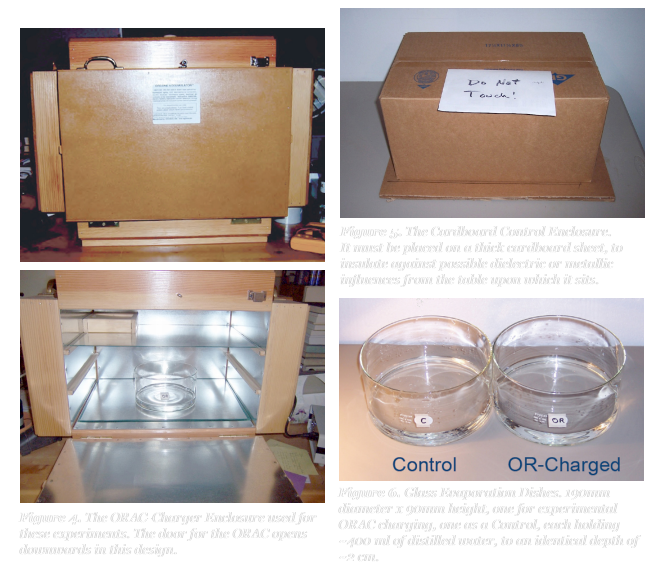 Do Not
Touch!
Figure 5. The Cardboard Control Enclosure.
It must be placed on a thick cardboard sheet, to
insulate against possible dielectric or metallic
influences from the table upon which it sits.
C
OR
Control
OR-Charged
Figure 4. The ORAC Charger Enclosure used for
these experiments. The door for the ORAC opens
downwards in this design.
Figure 6. Glass Evaporation Dishes. 190mm
diameter x 90mm height, one for experimental
ORAC charging, one as a Control, each holding
~400 ml of distilled water, to an identical depth of
~2 cm.